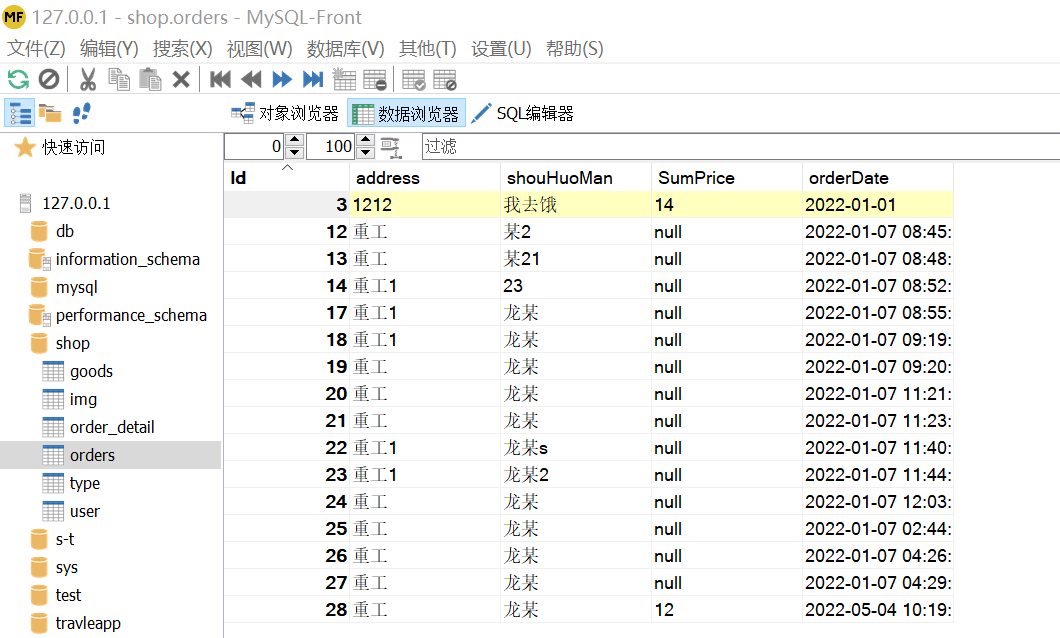 MF 127.0.0.1 - shop.orders - MySQL-Front
文件(Z) 编辑(Y) 搜索(X) 视图(W) 数据库(V) 其他(T) 设置(U) 帮助(S)
对象浏览器 数据浏览器 SQL编辑器
快速访问
0 100 过滤
127.0.0.1
db
information_schema
mysql
performance_schema
shop
goods
img
order_detail
orders
type
user
s-t
sys
test
travleapp
Id address shouHuoMan SumPrice orderDate
3 1212 我去饿 14 2022-01-01
12 重工 某2 null 2022-01-07 08:45:
13 重工 某21 null 2022-01-07 08:48:
14 重工1 23 null 2022-01-07 08:52:
17 重工1 龙某 null 2022-01-07 08:55:
18 重工1 龙某 null 2022-01-07 09:19:
19 重工 龙某 null 2022-01-07 09:20:
20 重工 龙某 null 2022-01-07 11:21:
21 重工 龙某 null 2022-01-07 11:23:
22 重工1 龙某s null 2022-01-07 11:40:
23 重工1 龙某2 null 2022-01-07 11:44:
24 重工 龙某 null 2022-01-07 12:03:
25 重工 龙某 null 2022-01-07 02:44:
26 重工 龙某 null 2022-01-07 04:26:
27 重工 龙某 null 2022-01-07 04:29:
28 重工 龙某 12 2022-05-04 10:19: